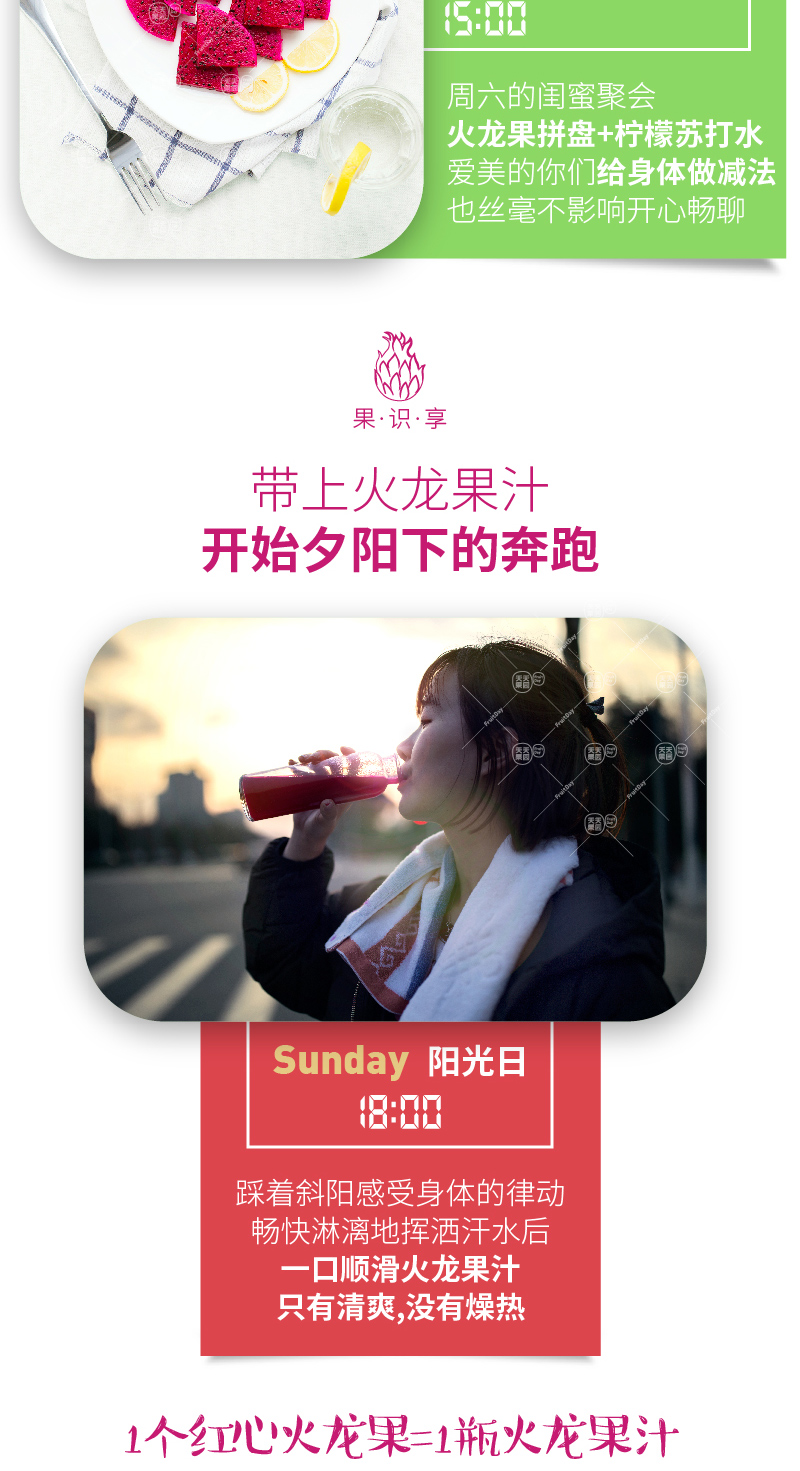 15:00
周六的闺蜜聚会
火龙果拼盘+柠檬苏打水
爱美的你们给身体做减法
也丝毫不影响开心畅聊
果·识·享
带上火龙果汁
开始夕阳下的奔跑
天天果园 FruitDay
Sunday 阳光日
18:00
踩着斜阳感受身体的律动
畅快淋漓地挥洒汗水后
一口顺滑火龙果汁
只有清爽,没有燥热
1个红心火龙果=1瓶火龙果汁